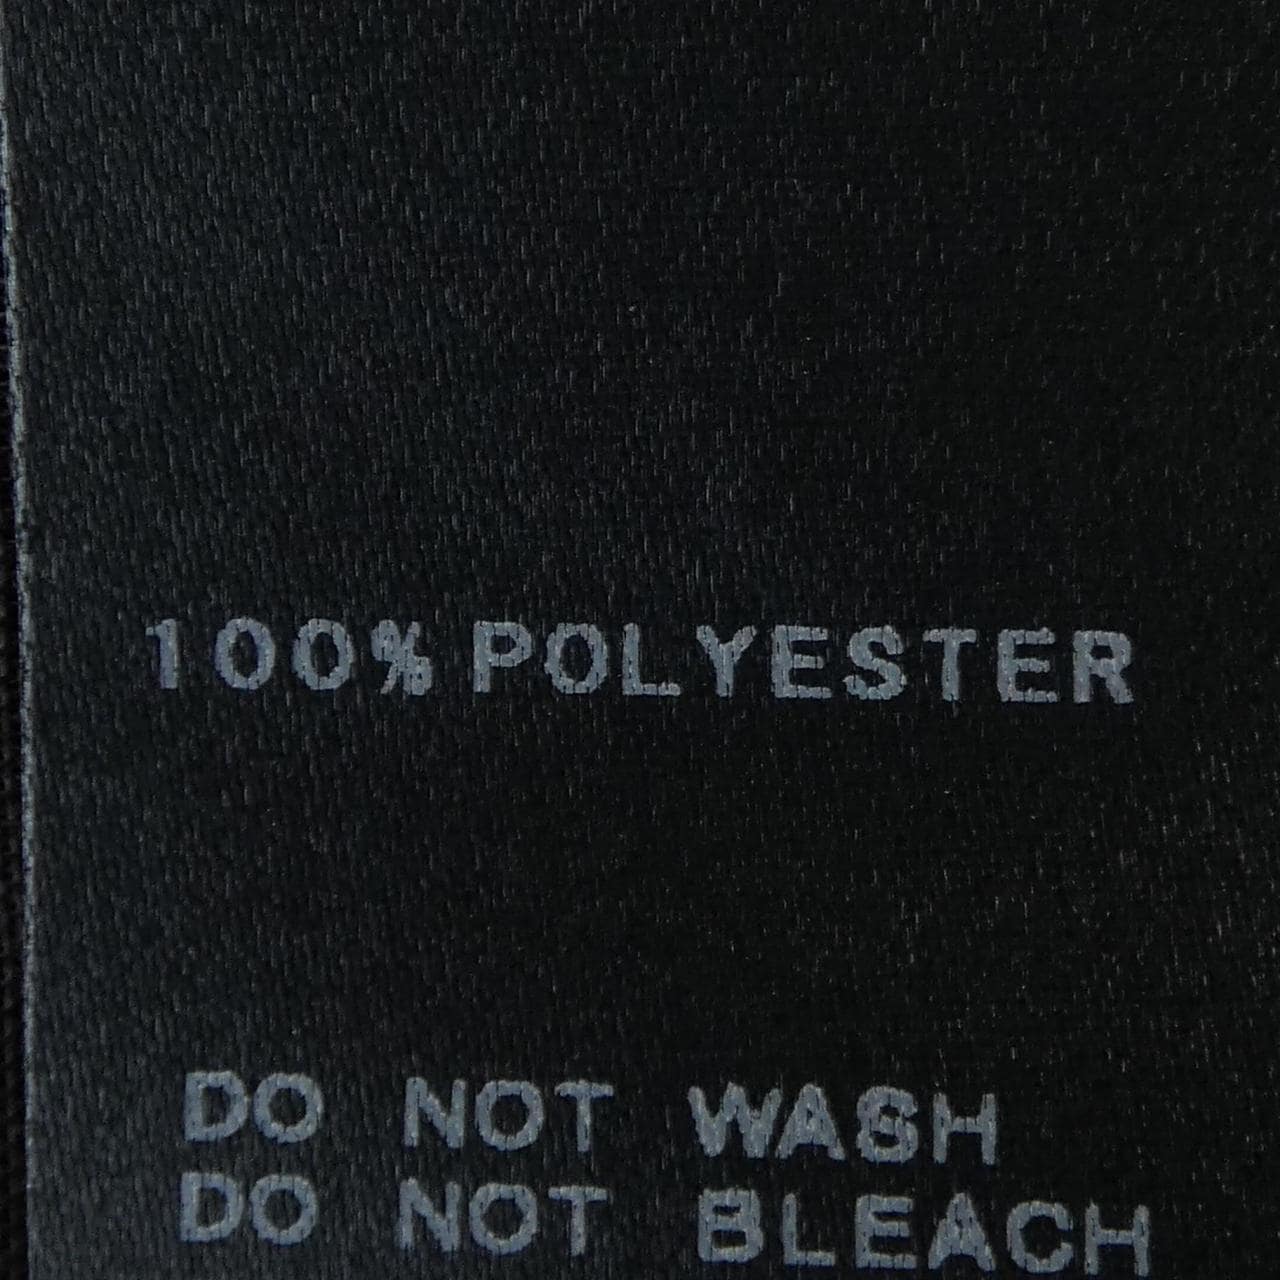 100% POLYESTER
DO NOT WASH
DO NOT BLEACH